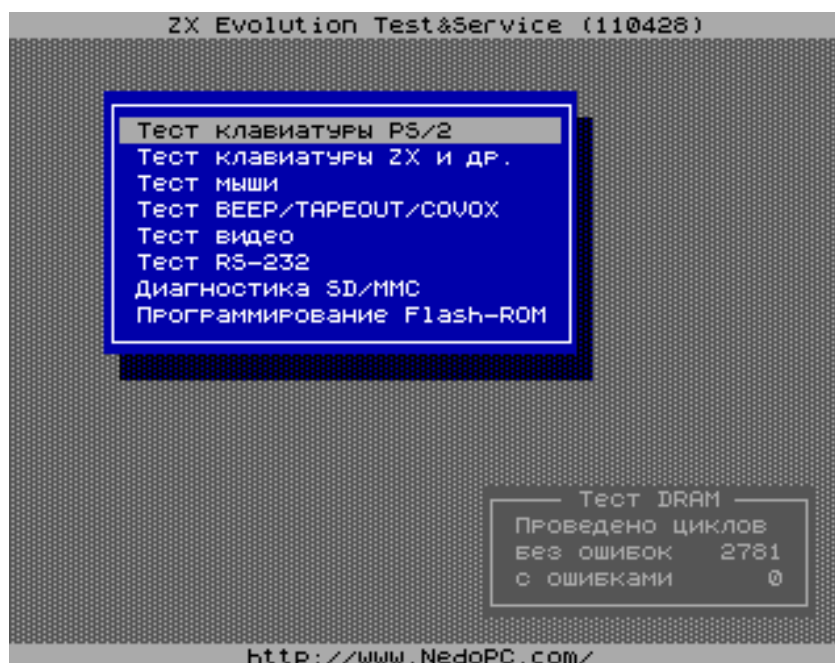 ZX Evolution Test&Service (110428)
Тест клавиатуры PS/2
Тест клавиатуры ZX и др.
Тест мыши
Тест BEEP/TAPEOUT/COVOX
Тест видео
Тест RS-232
Диагностика SD/MMC
Программирование Flash-ROM
Тест DRAM
Проведено циклов
без ошибок 2781
с ошибками 0
http://www.NedoPC.com/